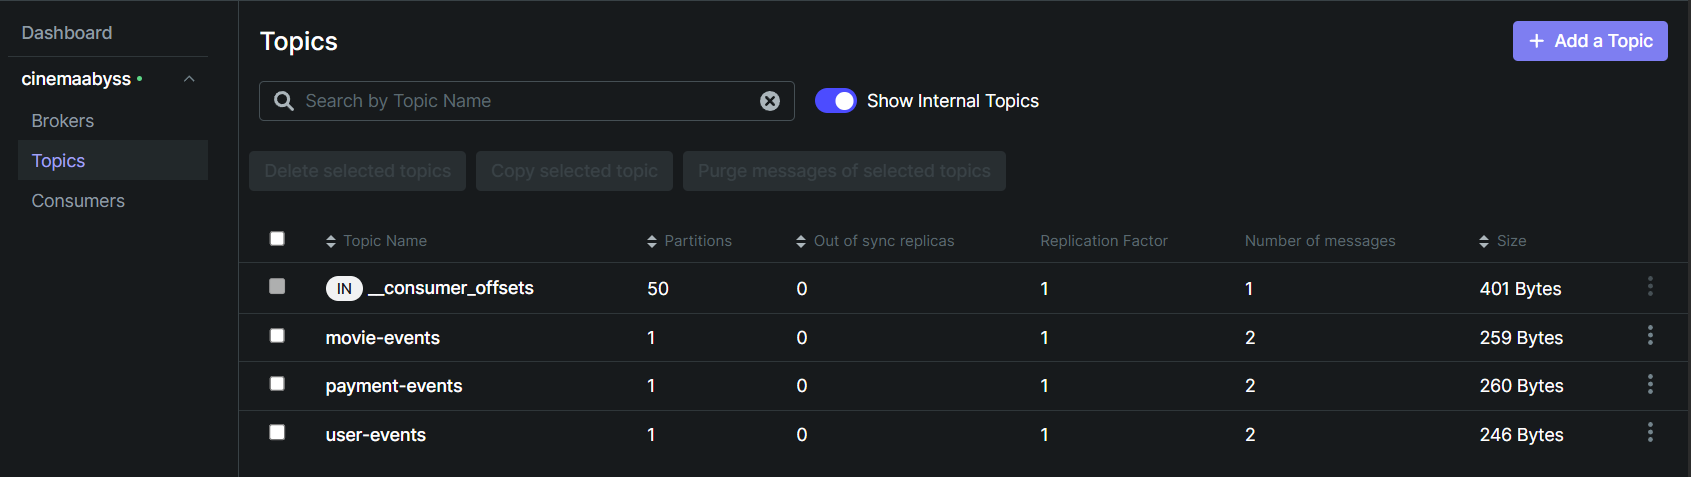 Dashboard
cinemaabyss
Brokers
Topics
Consumers
Topics
Add a Topic
Search by Topic Name
Show Internal Topics
Delete selected topics Copy selected topic Purge messages of selected topics
Topic Name Partitions Out of sync replicas Replication Factor Number of messages Size
IN __consumer_offsets 50 0 1 1 401 Bytes
movie-events 1 0 1 2 259 Bytes
payment-events 1 0 1 2 260 Bytes
user-events 1 0 1 2 246 Bytes